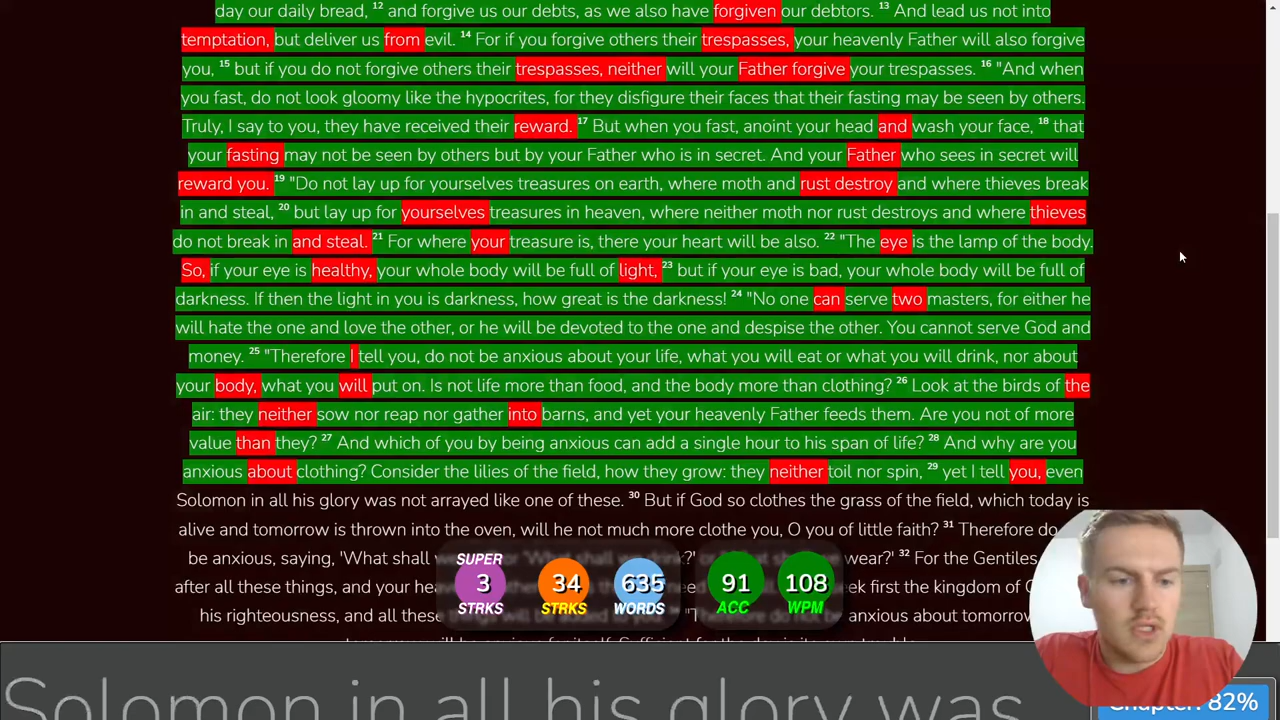 day our daily bread, 12 and forgive us our debts, as we also have forgiven our debtors. 13 And lead us not into
temptation, but deliver us from evil. 14 For if you forgive others their trespasses, your heavenly Father will also forgive
you, 15 but if you do not forgive others their trespasses, neither will your Father forgive your trespasses. 16 "And when
you fast, do not look gloomy like the hypocrites, for they disfigure their faces that their fasting may be seen by others.
Truly, I say to you, they have received their reward. 17 But when you fast, anoint your head and wash your face, 18 that
your fasting may not be seen by others but by your Father who is in secret. And your Father who sees in secret will
reward you. 19 "Do not lay up for yourselves treasures on earth, where moth and rust destroy and where thieves break
in and steal, 20 but lay up for yourselves treasures in heaven, where neither moth nor rust destroys and where thieves
do not break in and steal. 21 For where your treasure is, there your heart will be also. 22 "The eye is the lamp of the body.
So, if your eye is healthy, your whole body will be full of light, 23 but if your eye is bad, your whole body will be full of
darkness. If then the light in you is darkness, how great is the darkness! 24 "No one can serve two masters, for either he
will hate the one and love the other, or he will be devoted to the one and despise the other. You cannot serve God and
money. 25 "Therefore I tell you, do not be anxious about your life, what you will eat or what you will drink, nor about
your body, what you will put on. Is not life more than food, and the body more than clothing? 26 Look at the birds of the
air: they neither sow nor reap nor gather into barns, and yet your heavenly Father feeds them. Are you not of more
value than they? 27 And which of you by being anxious can add a single hour to his span of life? 28 And why are you
anxious about clothing? Consider the lilies of the field, how they grow: they neither toil nor spin, 29 yet I tell you, even
Solomon in all his glory was not arrayed like one of these. 30 But if God so clothes the grass of the field, which today is
alive and tomorrow is thrown into the oven, will he not much more clothe you, O you of little faith? 31 Therefore do
be anxious, saying, 'What shall wear?' 32 For the Gentiles
after all these things, and your eek first the kingdom of
his righteousness, and all these not be anxious about tomorrow
SUPER
3 34 635 91 108
STRKS STRKS WORDS ACC WPM
Solomon in all his glory was
Chapter: 82%